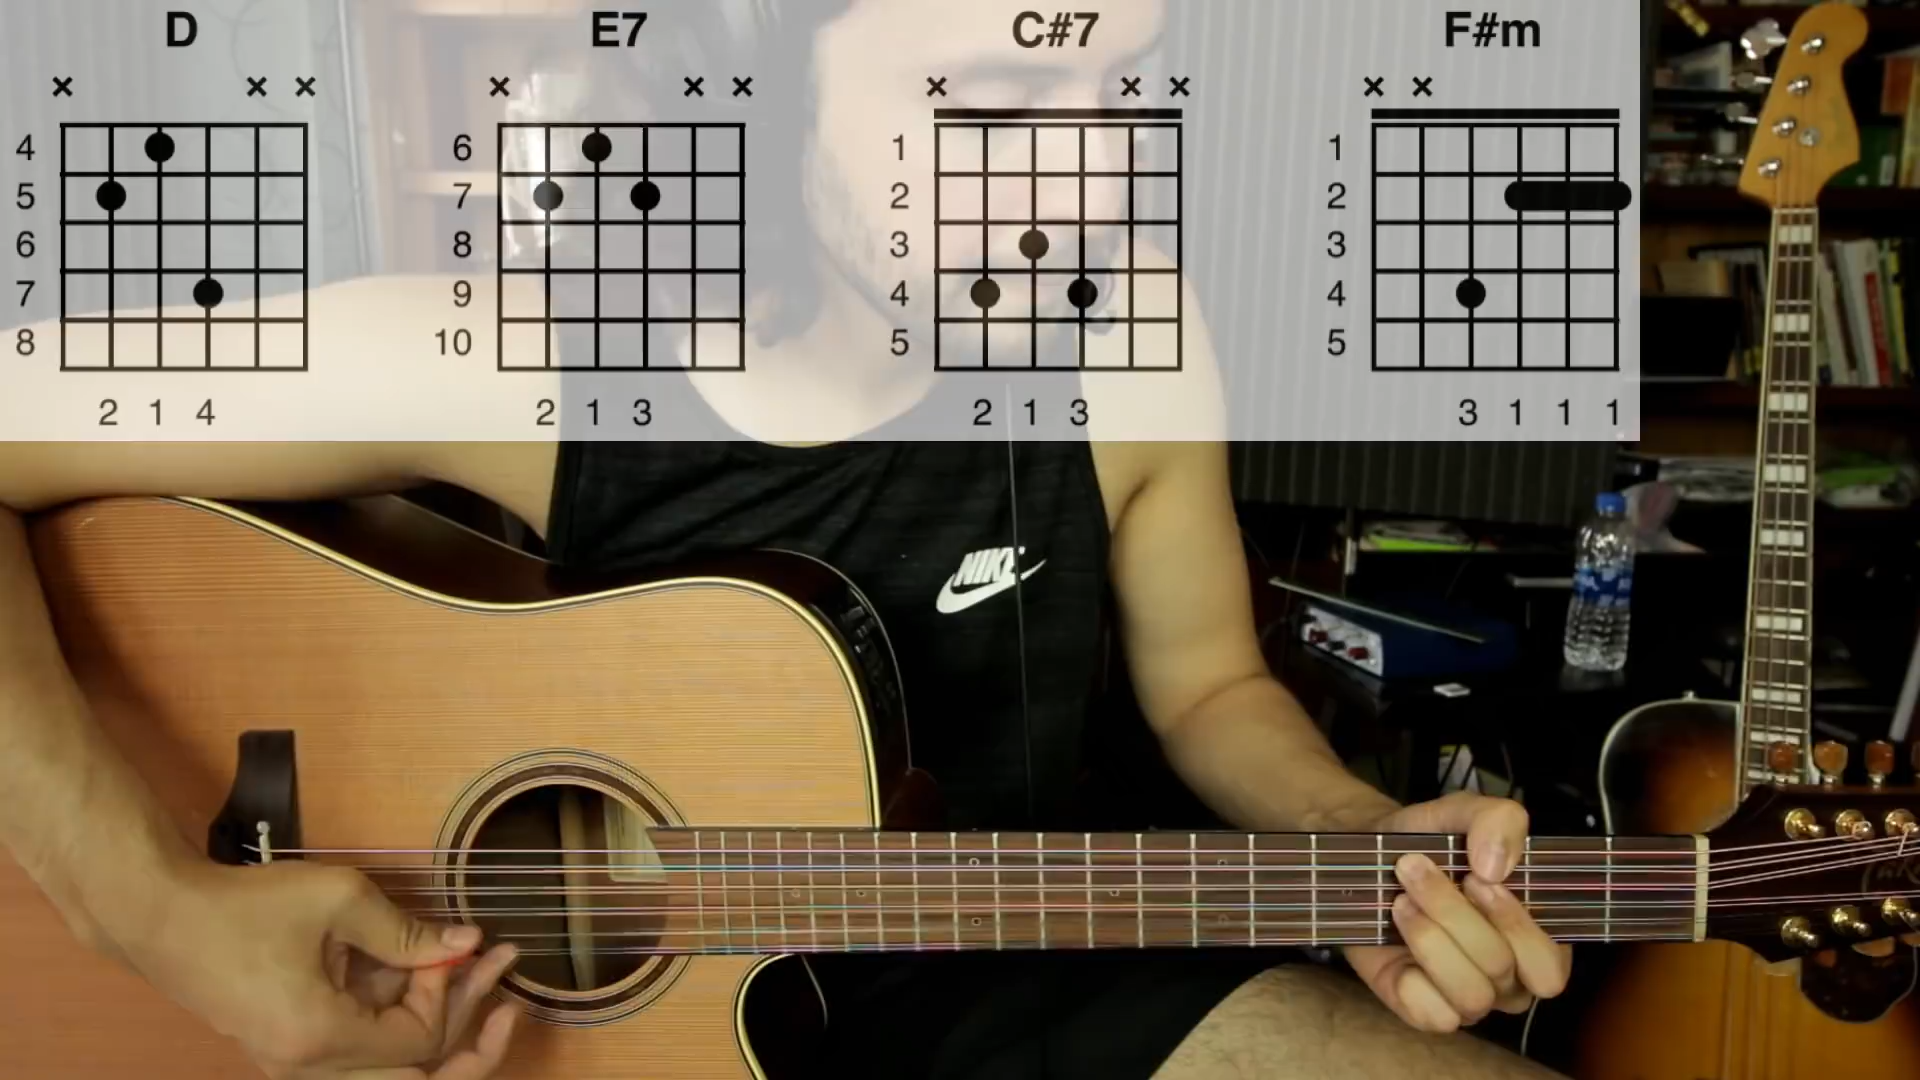 D E7 C#7 F#m
× × × × × × × × × × ×
4 6 1 1
5 7 2 2
6 8 3 3
7 9 4 4
8 10 5 5
2 1 4 2 1 3 2 1 3 3 1 1 1
NIKE